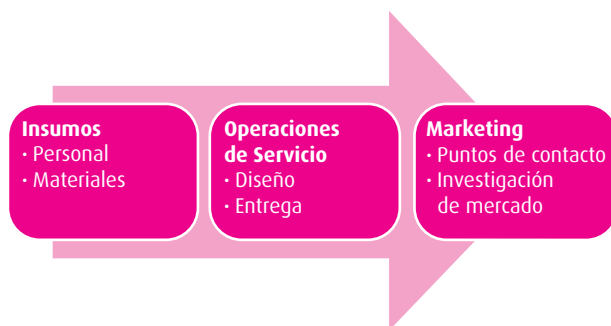 Insumos
· Personal
· Materiales
Operaciones
de Servicio
· Diseño
· Entrega
Marketing
· Puntos de contacto
· Investigación
de mercado